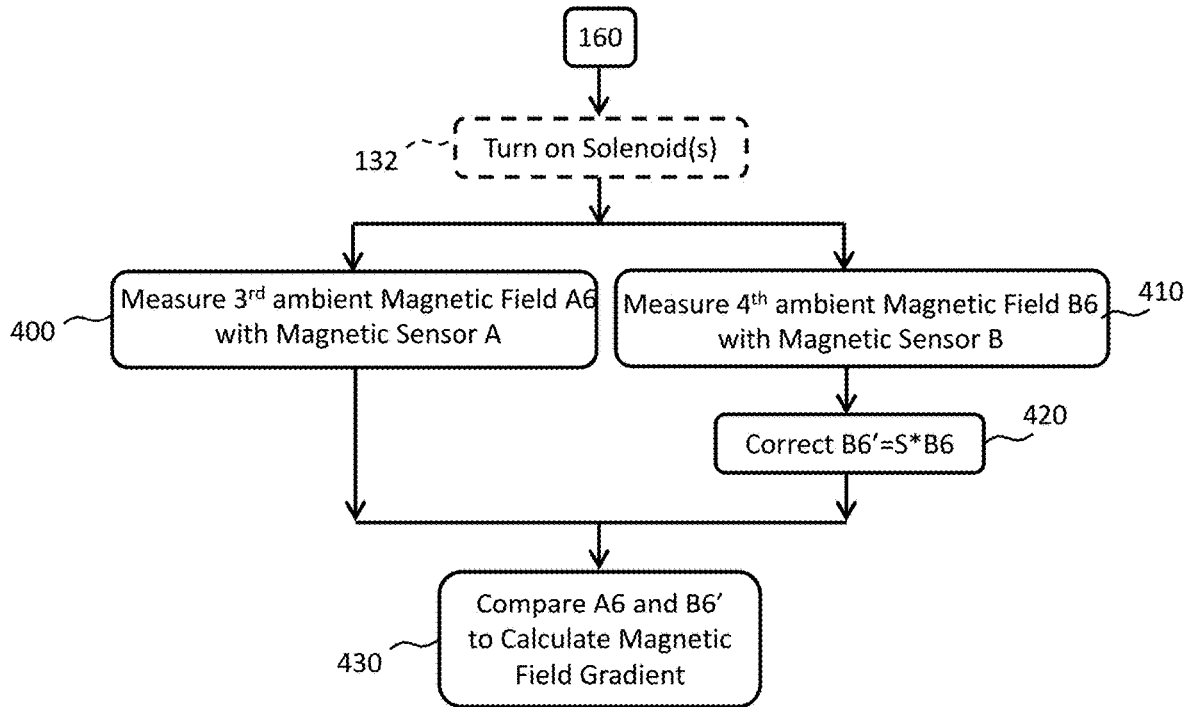 160
132
Turn on Solenoid(s)
Measure 3rd ambient Magnetic Field A6
with Magnetic Sensor A
400
Measure 4th ambient Magnetic Field B6
with Magnetic Sensor B
410
Correct B6′=S*B6
420
Compare A6 and B6′
to Calculate Magnetic
Field Gradient
430